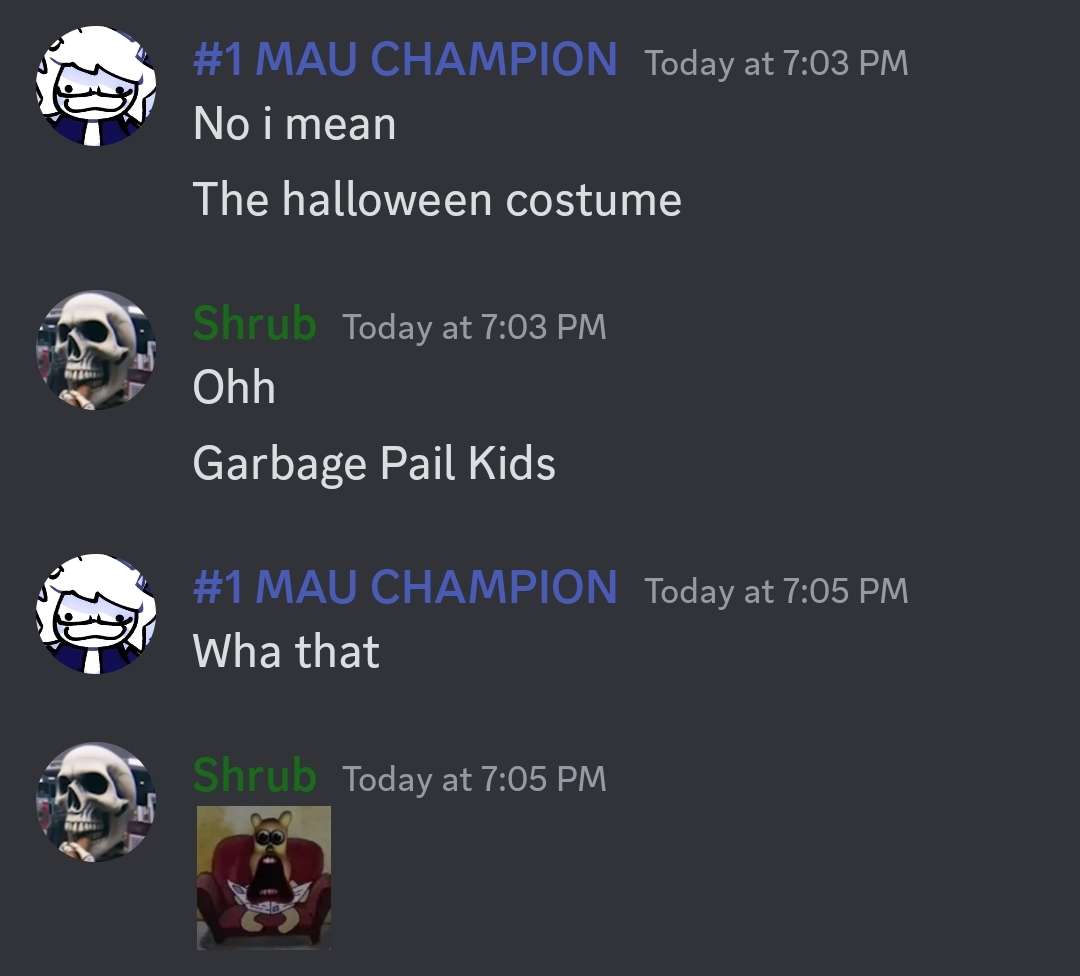 #1 MAU CHAMPION Today at 7:03 PM
No i mean
The halloween costume
Shrub Today at 7:03 PM
Ohh
Garbage Pail Kids
#1 MAU CHAMPION Today at 7:05 PM
Wha that
Shrub Today at 7:05 PM